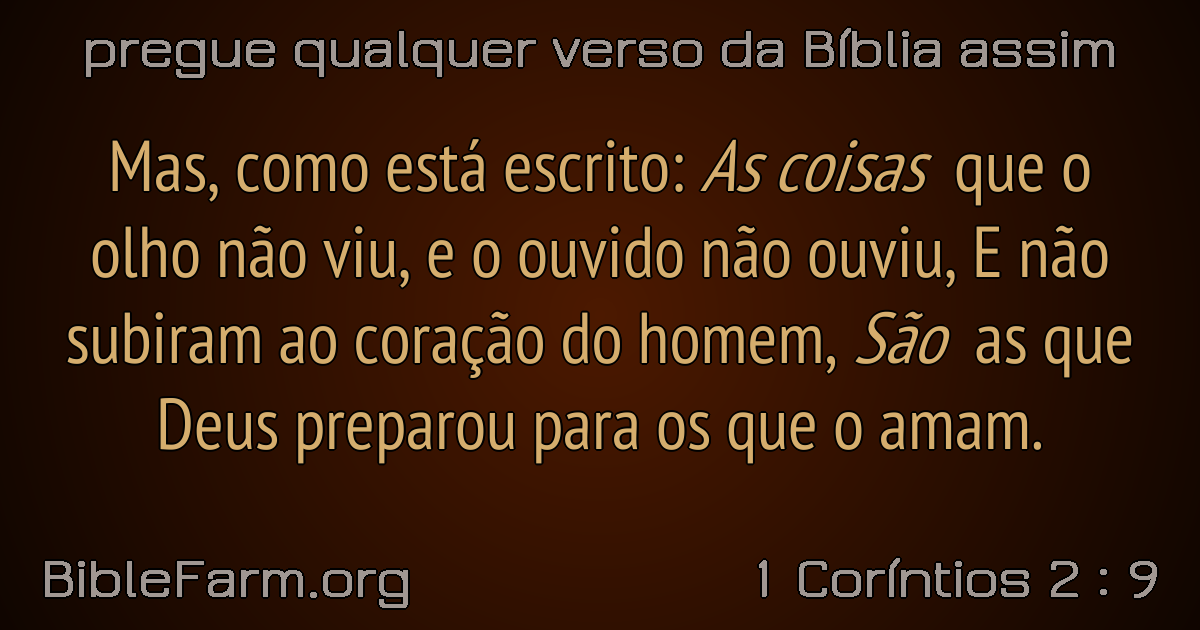 pregue qualquer verso da Bíblia assim
Mas, como está escrito: As coisas que o
olho não viu, e o ouvido não ouviu, E não
subiram ao coração do homem, São as que
Deus preparou para os que o amam.
BibleFarm.org
1 Coríntios 2 : 9